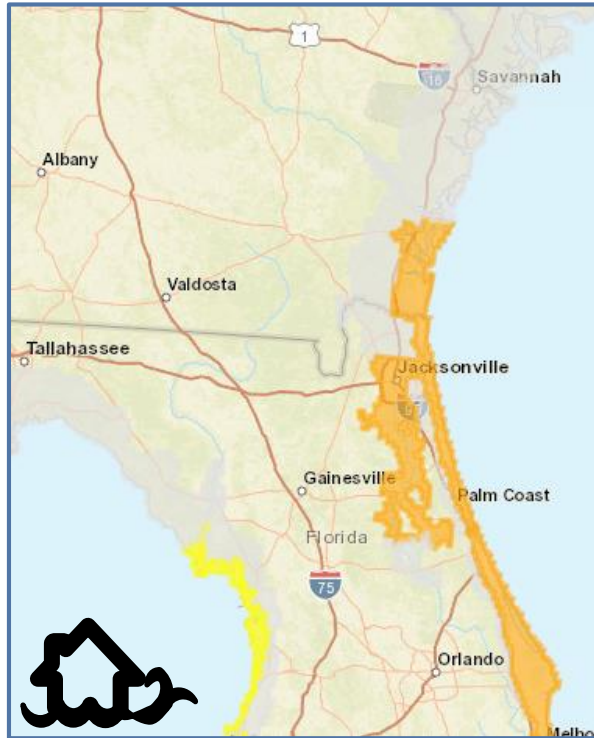 1
16
Savannah
Albany
Valdosta
Tallahassee
Jacksonville
95
Gainesville
Palm Coast
Florida
75
Orlando
Melbo